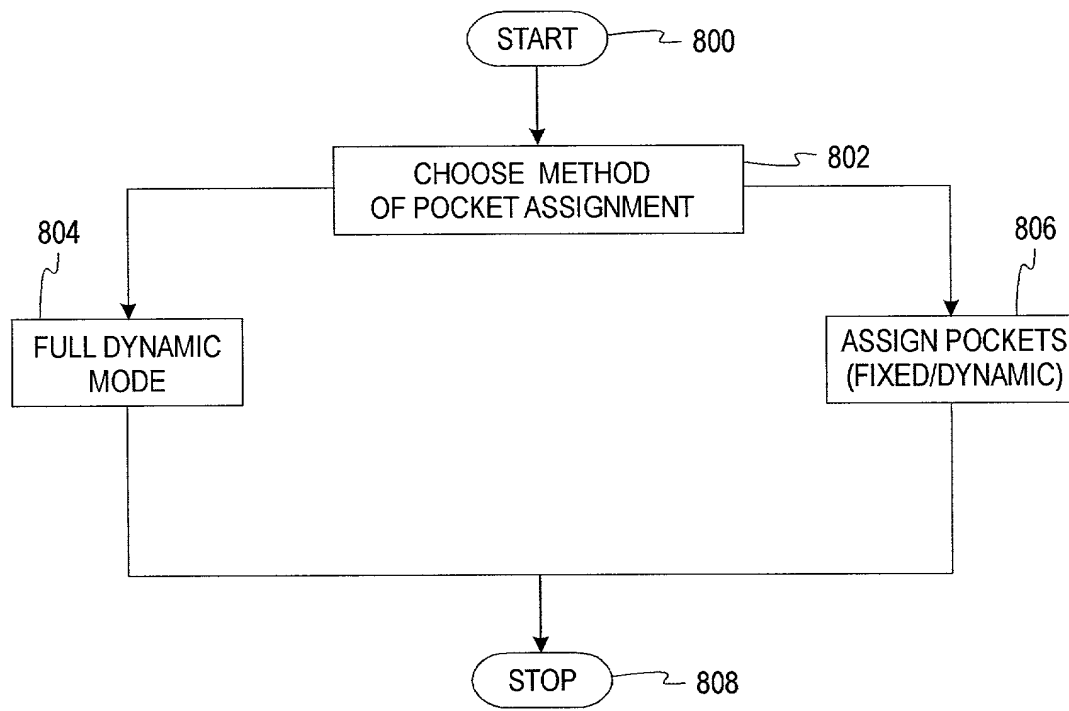 START
800
CHOOSE METHOD
OF POCKET ASSIGNMENT
802
804
FULL DYNAMIC
MODE
806
ASSIGN POCKETS
(FIXED/DYNAMIC)
STOP
808